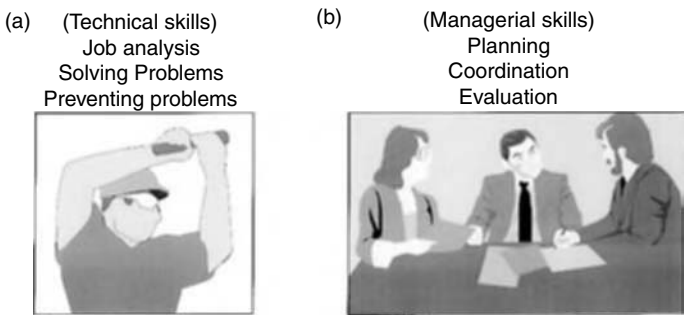 (a) (Technical skills)
Job analysis
Solving Problems
Preventing problems
(b) (Managerial skills)
Planning
Coordination
Evaluation